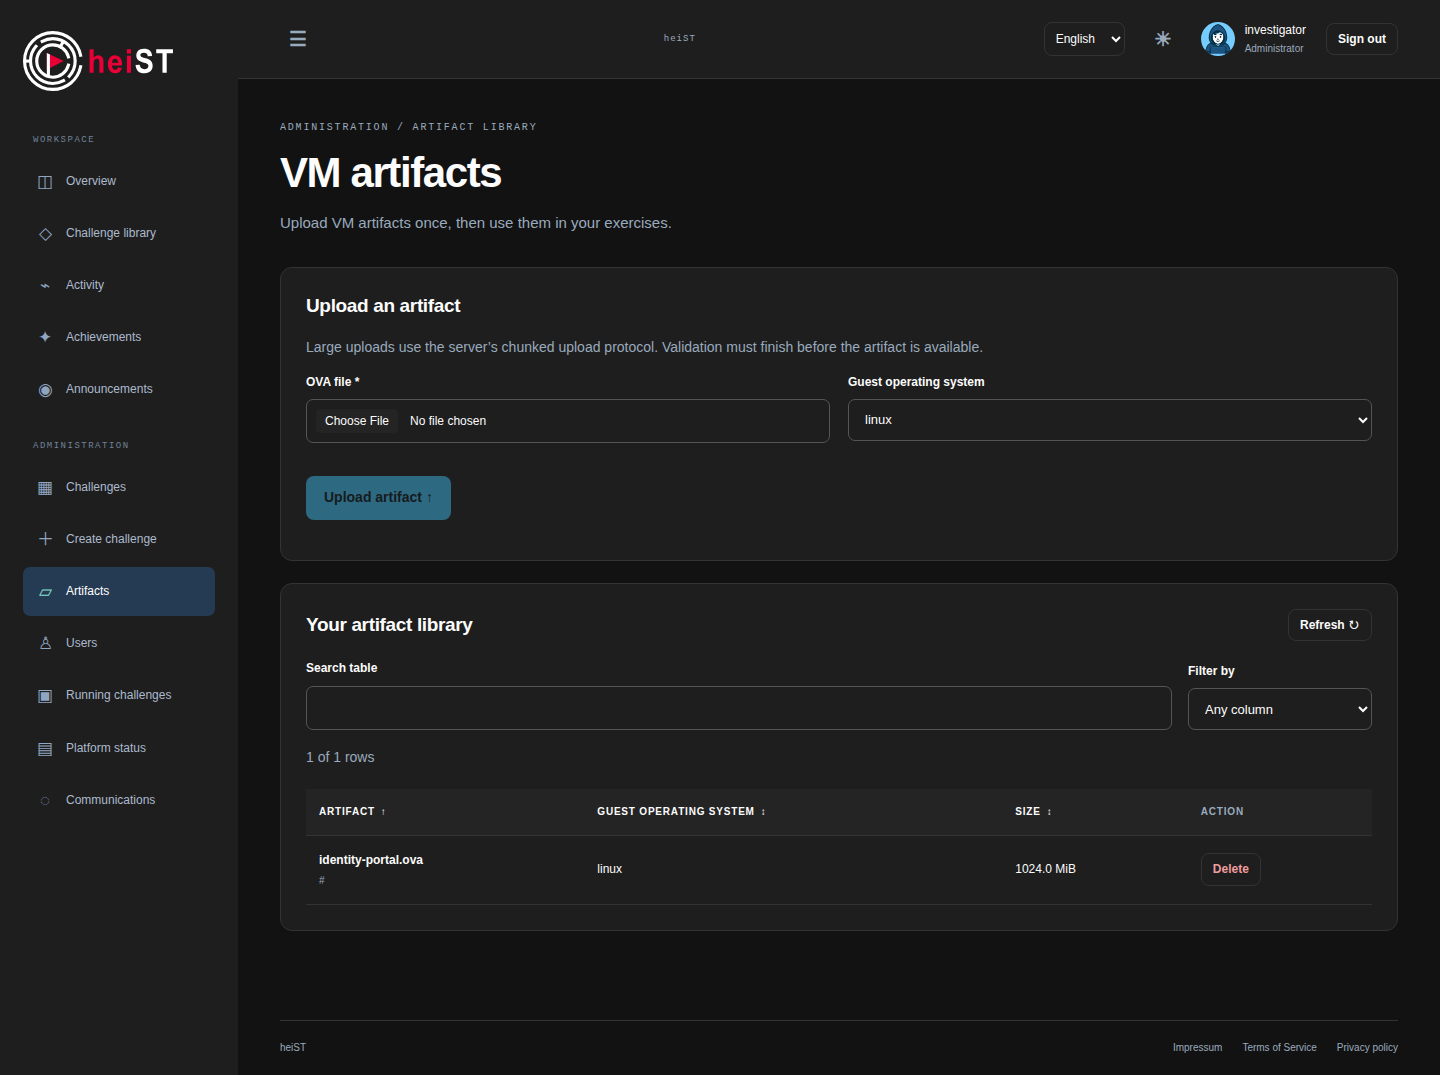 heiST
☰
heiST
English
investigator
Administrator
Sign out
WORKSPACE
Overview
Challenge library
Activity
Achievements
Announcements
ADMINISTRATION
Challenges
Create challenge
Artifacts
Users
Running challenges
Platform status
Communications
ADMINISTRATION / ARTIFACT LIBRARY
VM artifacts
Upload VM artifacts once, then use them in your exercises.
Upload an artifact
Large uploads use the server’s chunked upload protocol. Validation must finish before the artifact is available.
OVA file *
Guest operating system
Choose File No file chosen
linux
Upload artifact ↑
Your artifact library
Refresh ↻
Search table
Filter by
Any column
1 of 1 rows
ARTIFACT ↑ GUEST OPERATING SYSTEM ↕ SIZE ↕ ACTION
identity-portal.ova
#
linux
1024.0 MiB
Delete
heiST
Impressum Terms of Service Privacy policy